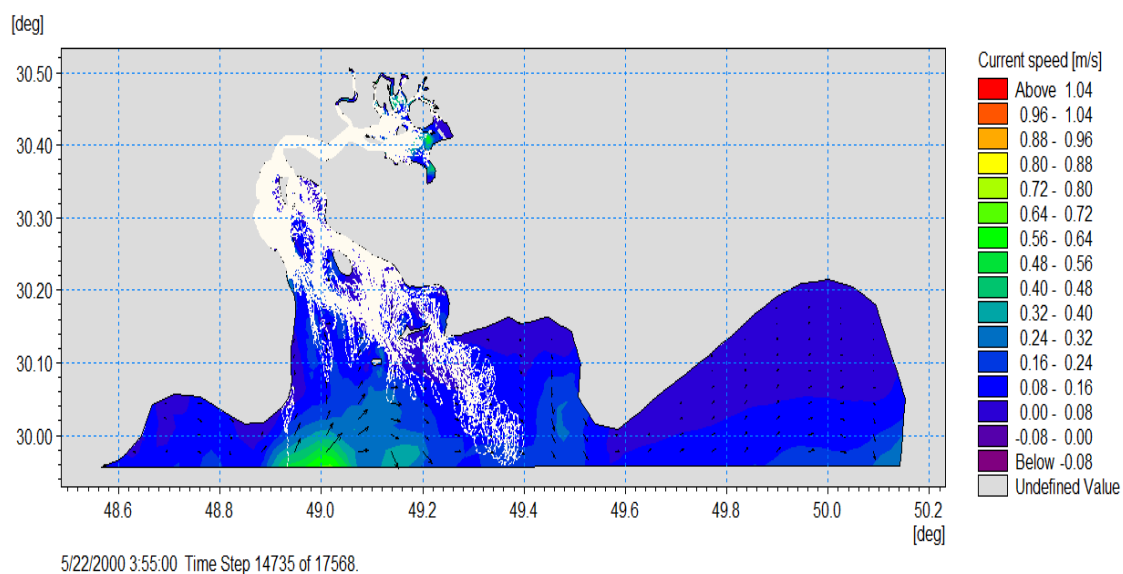 [deg]
30.50
30.40
30.30
30.20
30.10
30.00
48.6 48.8 49.0 49.2 49.4 49.6 49.8 50.0 50.2
[deg]
5/22/2000 3:55:00 Time Step 14735 of 17568.
Current speed [m/s]
Above 1.04
0.96 - 1.04
0.88 - 0.96
0.80 - 0.88
0.72 - 0.80
0.64 - 0.72
0.56 - 0.64
0.48 - 0.56
0.40 - 0.48
0.32 - 0.40
0.24 - 0.32
0.16 - 0.24
0.08 - 0.16
0.00 - 0.08
-0.08 - 0.00
Below -0.08
Undefined Value